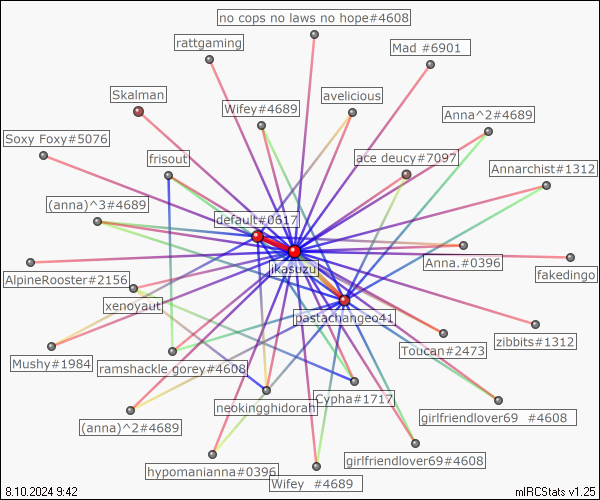 no cops no laws no hope#4608
rattgaming
Mad #6901
Skalman
Wifey#4689
avelicious
Anna^2#4689
Soxy Foxy#5076
frisout
ace deucy#7097
Annarchist#1312
(anna)^3#4689
default#0617
Anna.#0396
jkasuzuj
fakedingo
AlpineRooster#2156
xenoyaut
pastachangeo41
zibbits#1312
Toucan#2473
Mushy#1984
ramshackle gorey#4608
Cypha#1717
neokingghidorah
girlfriendlover69 #4608
(anna)^2#4689
girlfriendlover69#4608
hypomanianna#0396
Wifey #4689
8.10.2024 9:42
mIRCStats v1.25